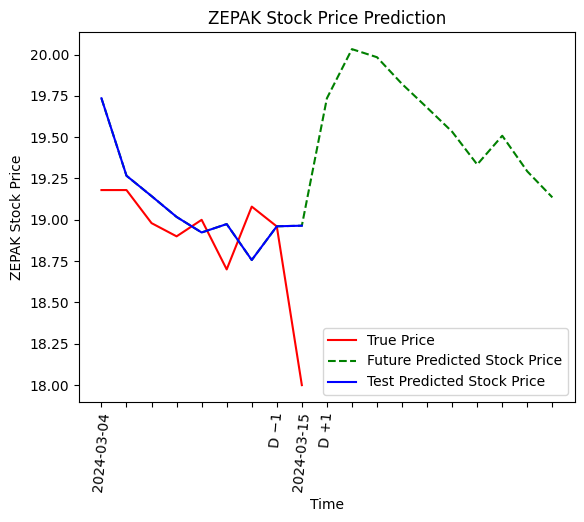 ZEPAK Stock Price Prediction
20.00
19.75
19.50
19.25
19.00
18.75
18.50
18.25
18.00
ZEPAK Stock Price
True Price
Future Predicted Stock Price
Test Predicted Stock Price
2024-03-04
D −1
2024-03-15
D +1
Time